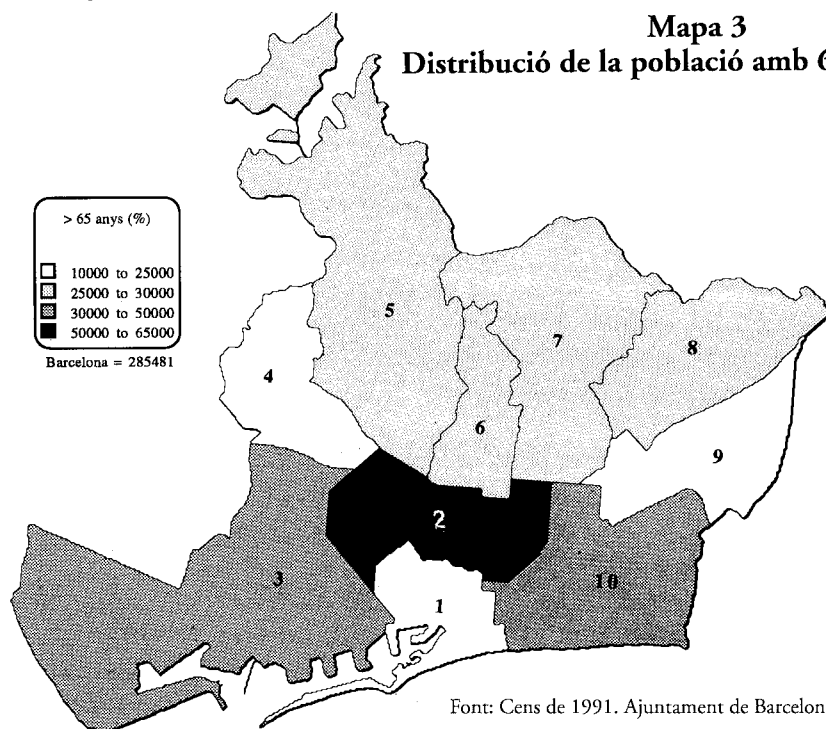 Mapa 3
Distribució de la població amb 6
> 65 anys (%)
10000 to 25000
25000 to 30000
30000 to 50000
50000 to 65000
Barcelona = 285481
5
7
8
4
6
9
2
3
10
1
Font: Cens de 1991. Ajuntament de Barcelon